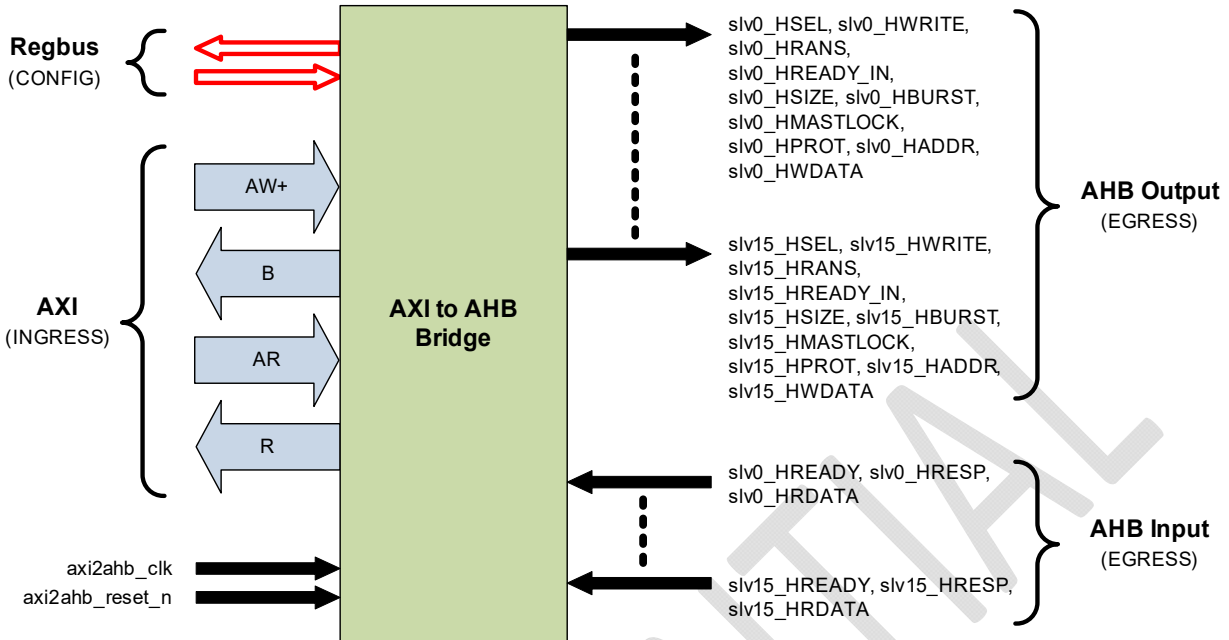 Regbus
(CONFIG)
AXI
(INGRESS)
AW+
B
AR
R
axi2ahb_clk
axi2ahb_reset_n
AXI to AHB
Bridge
slv0_HSEL, slv0_HWRITE,
slv0_HRANS,
slv0_HREADY_IN,
slv0_HSIZE, slv0_HBURST,
slv0_HMASTLOCK,
slv0_HPROT, slv0_HADDR,
slv0_HWDATA
slv15_HSEL, slv15_HWRITE,
slv15_HRANS,
slv15_HREADY_IN,
slv15_HSIZE, slv15_HBURST,
slv15_HMASTLOCK,
slv15_HPROT, slv15_HADDR,
slv15_HWDATA
AHB Output
(EGRESS)
slv0_HREADY, slv0_HRESP,
slv0_HRDATA
slv15_HREADY, slv15_HRESP,
slv15_HRDATA
AHB Input
(EGRESS)
TIAL